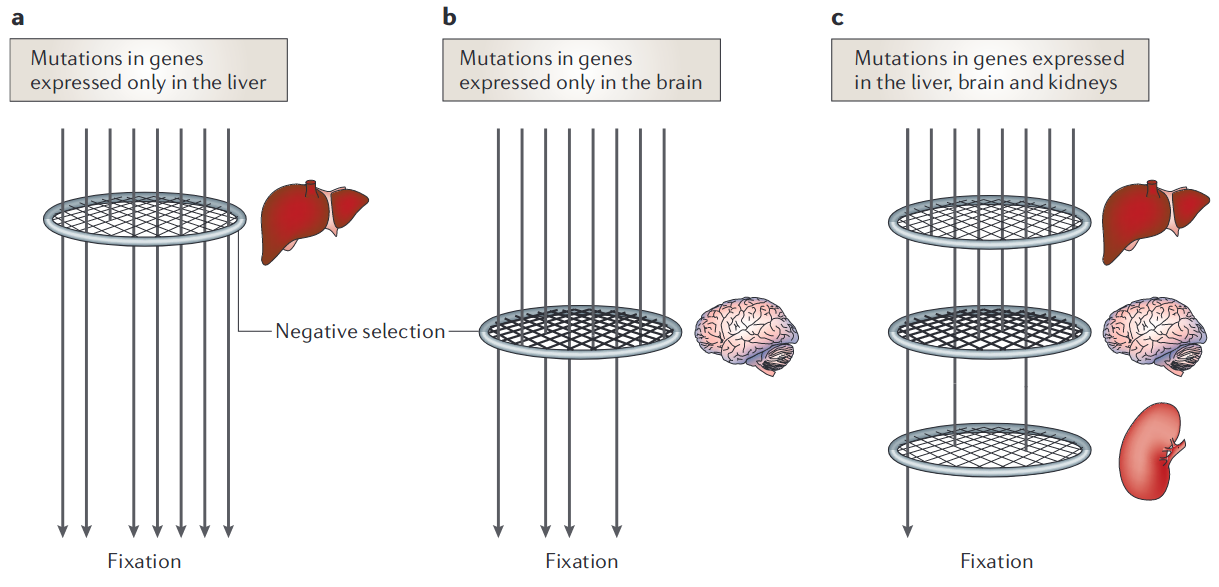 a
Mutations in genes
expressed only in the liver
b
Mutations in genes
expressed only in the brain
c
Mutations in genes expressed
in the liver, brain and kidneys
Negative selection
Fixation
Fixation
Fixation